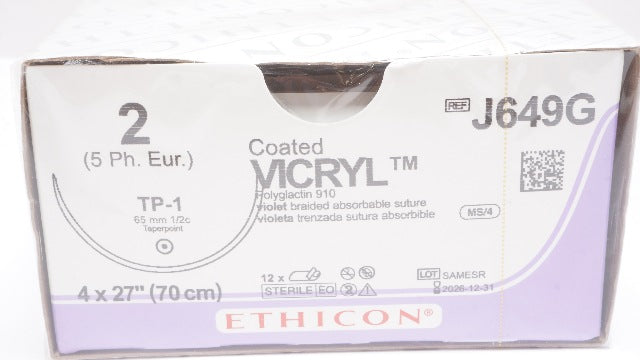 2
(5 Ph. Eur.)
TP-1
65 mm 1/2c
Taperpoint
4 x 27" (70 cm)
Coated
VICRYL™
Polyglactin 910
violet braided absorbable suture
violeta trenzada sutura absorbible
12 x
STERILE EO
REF J649G
MS/4
LOT SAMESR
2026-12-31
ETHICON®